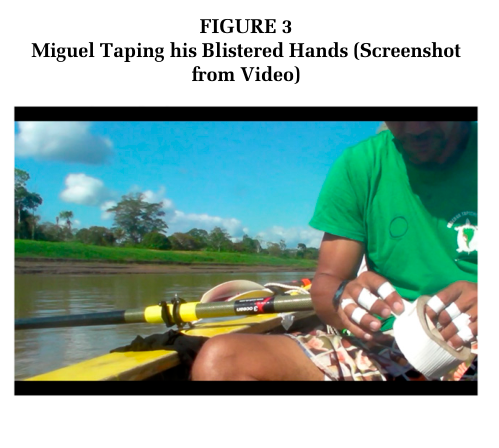 FIGURE 3
Miguel Taping his Blistered Hands (Screenshot
from Video)